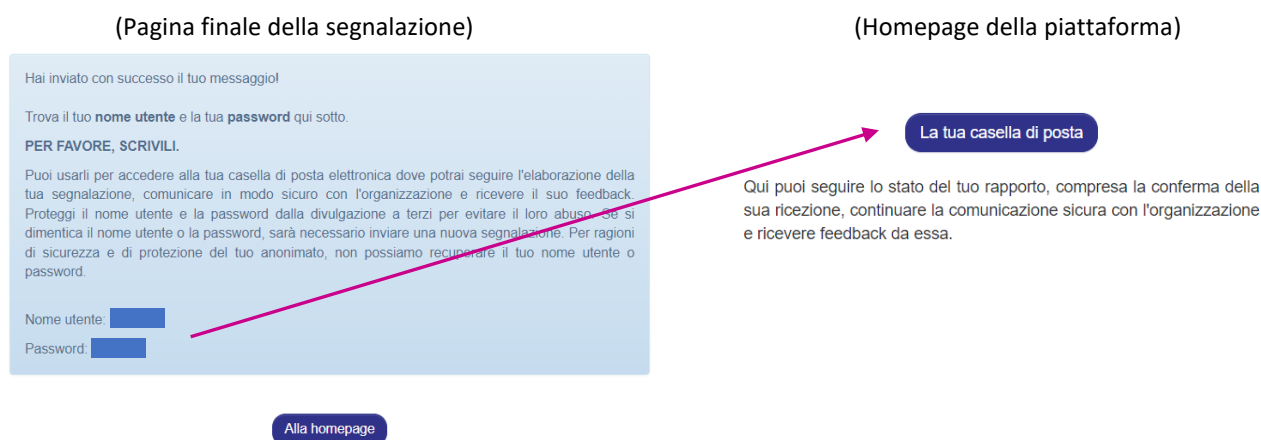 (Pagina finale della segnalazione)
Hai inviato con successo il tuo messaggio!
Trova il tuo nome utente e la tua password qui sotto.
PER FAVORE, SCRIVILI.
Puoi usarli per accedere alla tua casella di posta elettronica dove potrai seguire l'elaborazione della
tua segnalazione, comunicare in modo sicuro con l'organizzazione e ricevere il suo feedback.
Proteggi il nome utente e la password dalla divulgazione a terzi per evitare il loro abuso. Se si
dimentica il nome utente o la password, sarà necessario inviare una nuova segnalazione. Per ragioni
di sicurezza e di protezione del tuo anonimato, non possiamo recuperare il tuo nome utente o
password.
Nome utente:
Password:
Alla homepage
(Homepage della piattaforma)
La tua casella di posta
Qui puoi seguire lo stato del tuo rapporto, compresa la conferma della
sua ricezione, continuare la comunicazione sicura con l'organizzazione
e ricevere feedback da essa.